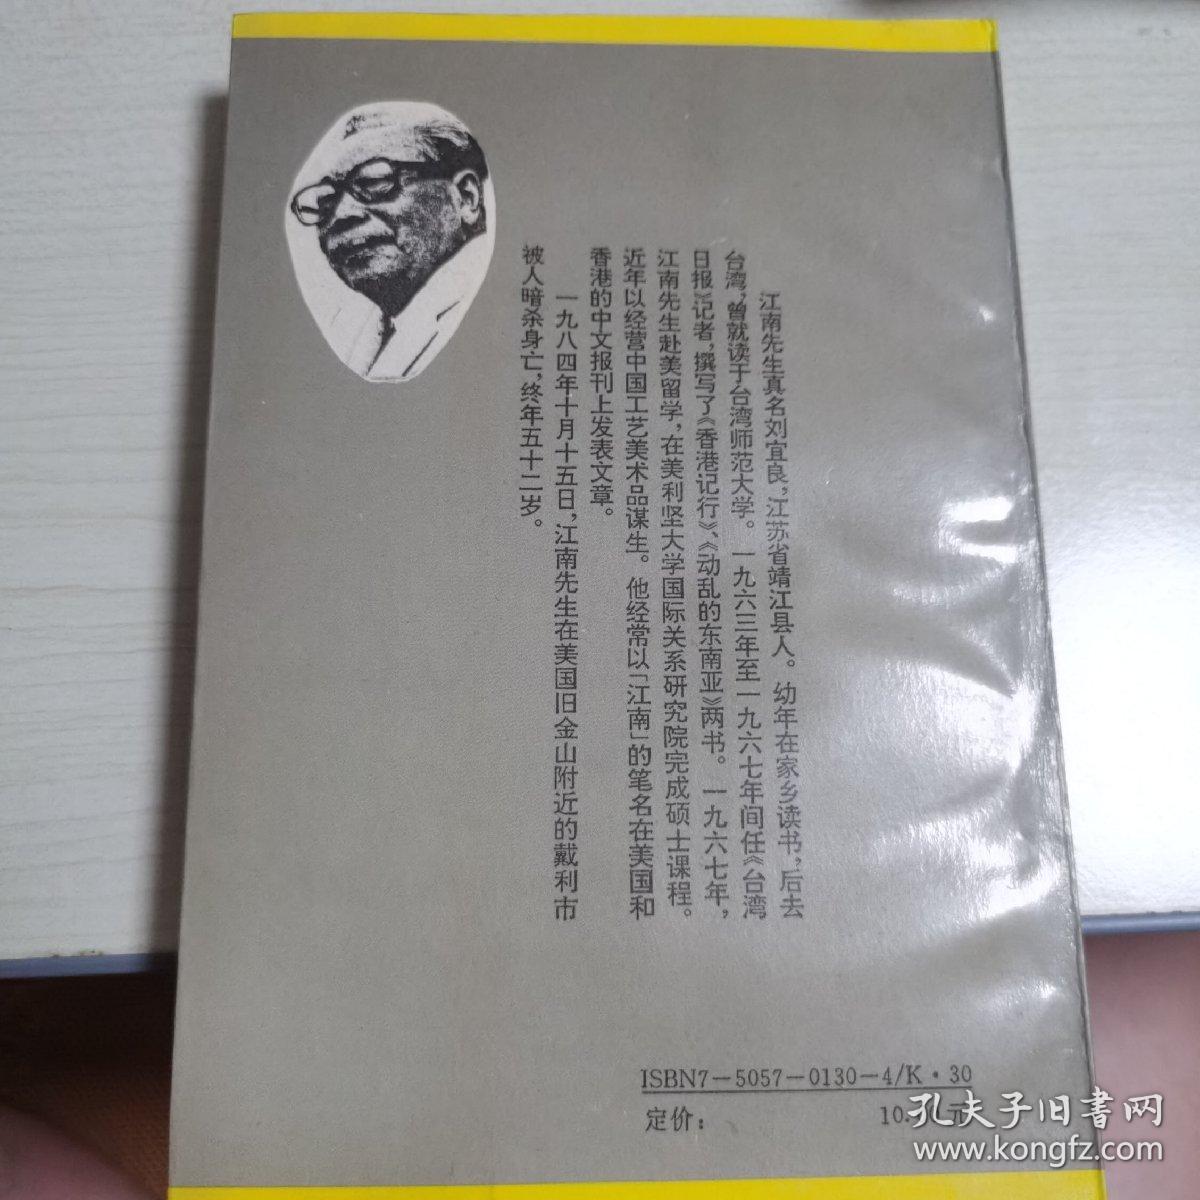 江南先生真名刘宜良，江苏省靖江县人。幼年在家乡读书，后去
台湾，曾就读于台湾师范大学。一九六三年至一九六七年间任《台湾
日报》记者，撰写了《香港记行》、《动乱的东南亚》两书。一九六七年，
江南先生赴美留学，在美利坚大学国际关系研究院完成硕士课程。
近年以经营中国工艺美术品谋生。他经常以「江南」的笔名在美国和
香港的中文报刊上发表文章。
一九八四年十月十五日，江南先生在美国旧金山附近的戴利市
被人暗杀身亡，终年五十二岁。
ISBN7-5057-0130-4/K·30
定价：
元
孔夫子旧书网
www.kongfz.com